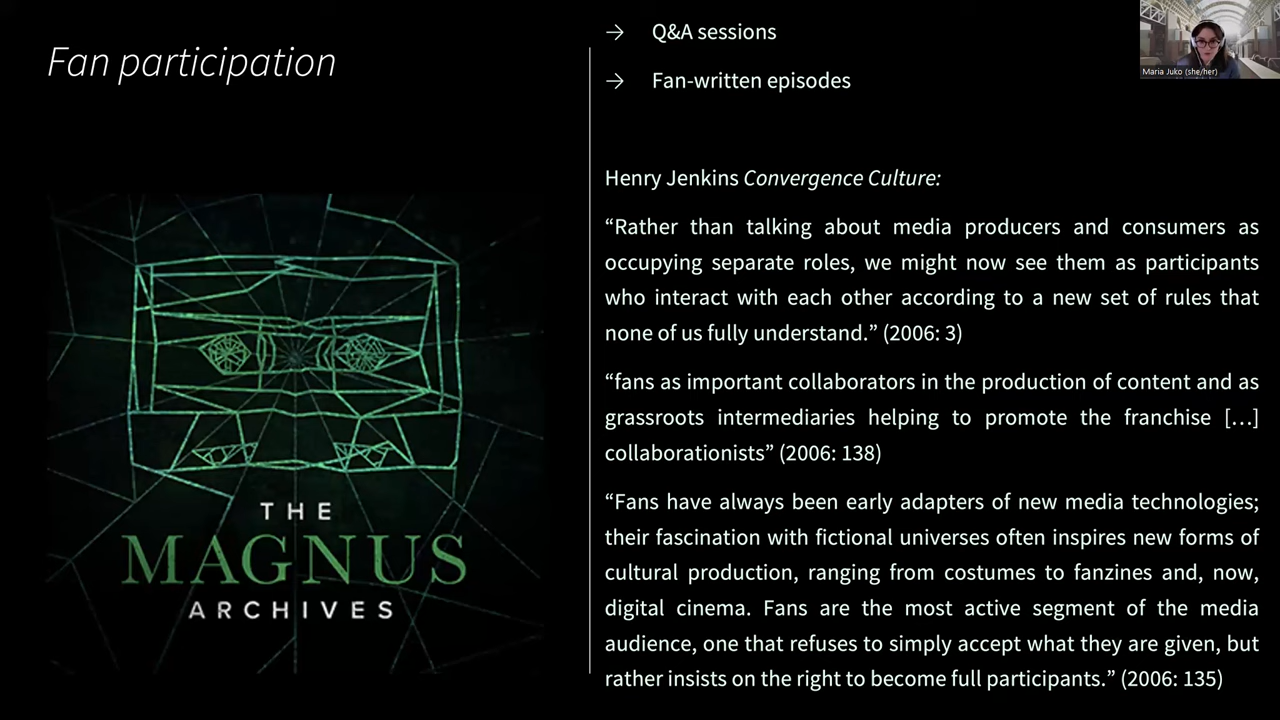 Fan participation
→ Q&A sessions
→ Fan-written episodes
Maria Juko (she/her)
Henry Jenkins Convergence Culture:
“Rather than talking about media producers and consumers as
occupying separate roles, we might now see them as participants
who interact with each other according to a new set of rules that
none of us fully understand.” (2006: 3)
“fans as important collaborators in the production of content and as
grassroots intermediaries helping to promote the franchise […]
collaborationists” (2006: 138)
“Fans have always been early adapters of new media technologies;
their fascination with fictional universes often inspires new forms of
cultural production, ranging from costumes to fanzines and, now,
digital cinema. Fans are the most active segment of the media
audience, one that refuses to simply accept what they are given, but
rather insists on the right to become full participants.” (2006: 135)
THE
MAGNUS
ARCHIVES